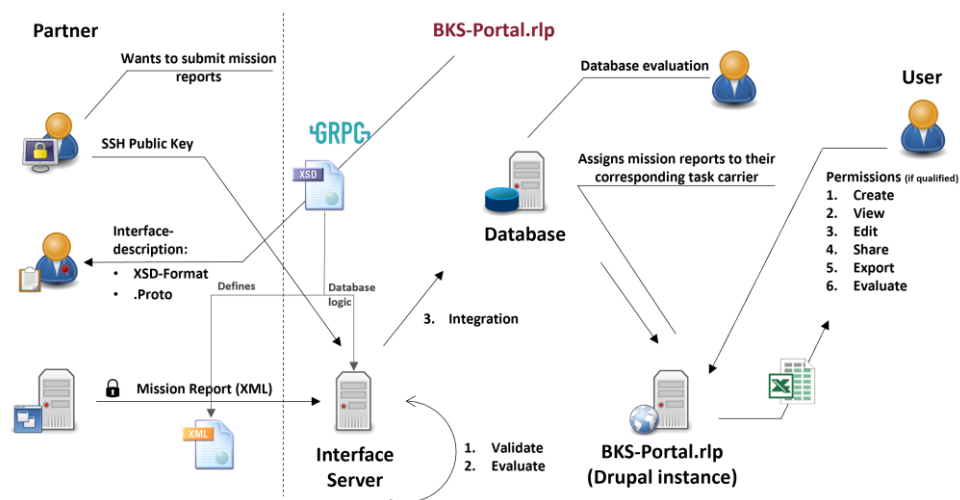 Partner
BKS-Portal.rlp
Wants to submit mission
reports
Database evaluation
User
GRPC
SSH Public Key
XSD
Assigns mission reports to their
corresponding task carrier
Permissions (if qualified)
1. Create
2. View
3. Edit
4. Share
5. Export
6. Evaluate
Database
Interface-
description:
• XSD-Format
• .Proto
Defines
Database
logic
3. Integration
Mission Report (XML)
XML
Interface
Server
1. Validate
2. Evaluate
X
BKS-Portal.rlp
(Drupal instance)